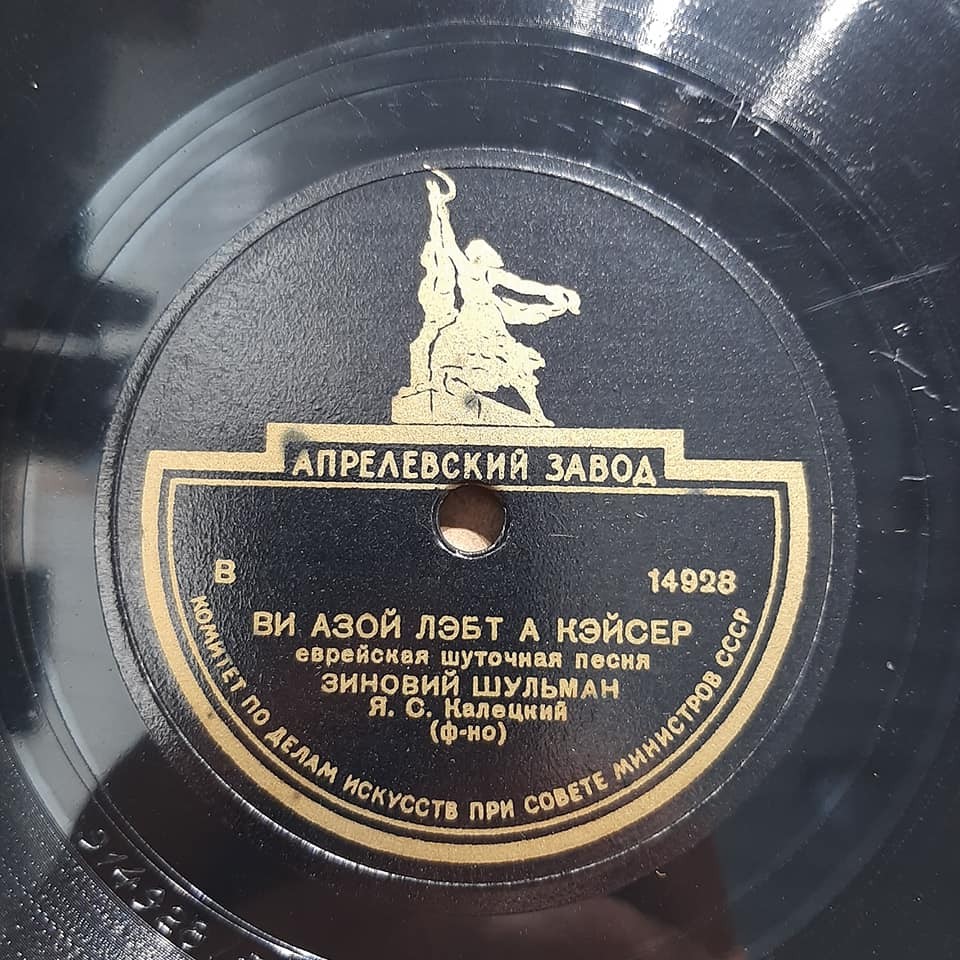 АПРЕЛЕВСКИЙ ЗАВОД
В 14928
ВИ АЗОЙ ЛЭБТ А КЭЙСЕР
еврейская шуточная песня
ЗИНОВИЙ ШУЛЬМАН
Я. С. Калецкий
(ф-но)
КОМИТЕТ ПО ДЕЛАМ ИСКУССТВ ПРИ СОВЕТЕ МИНИСТРОВ СССР